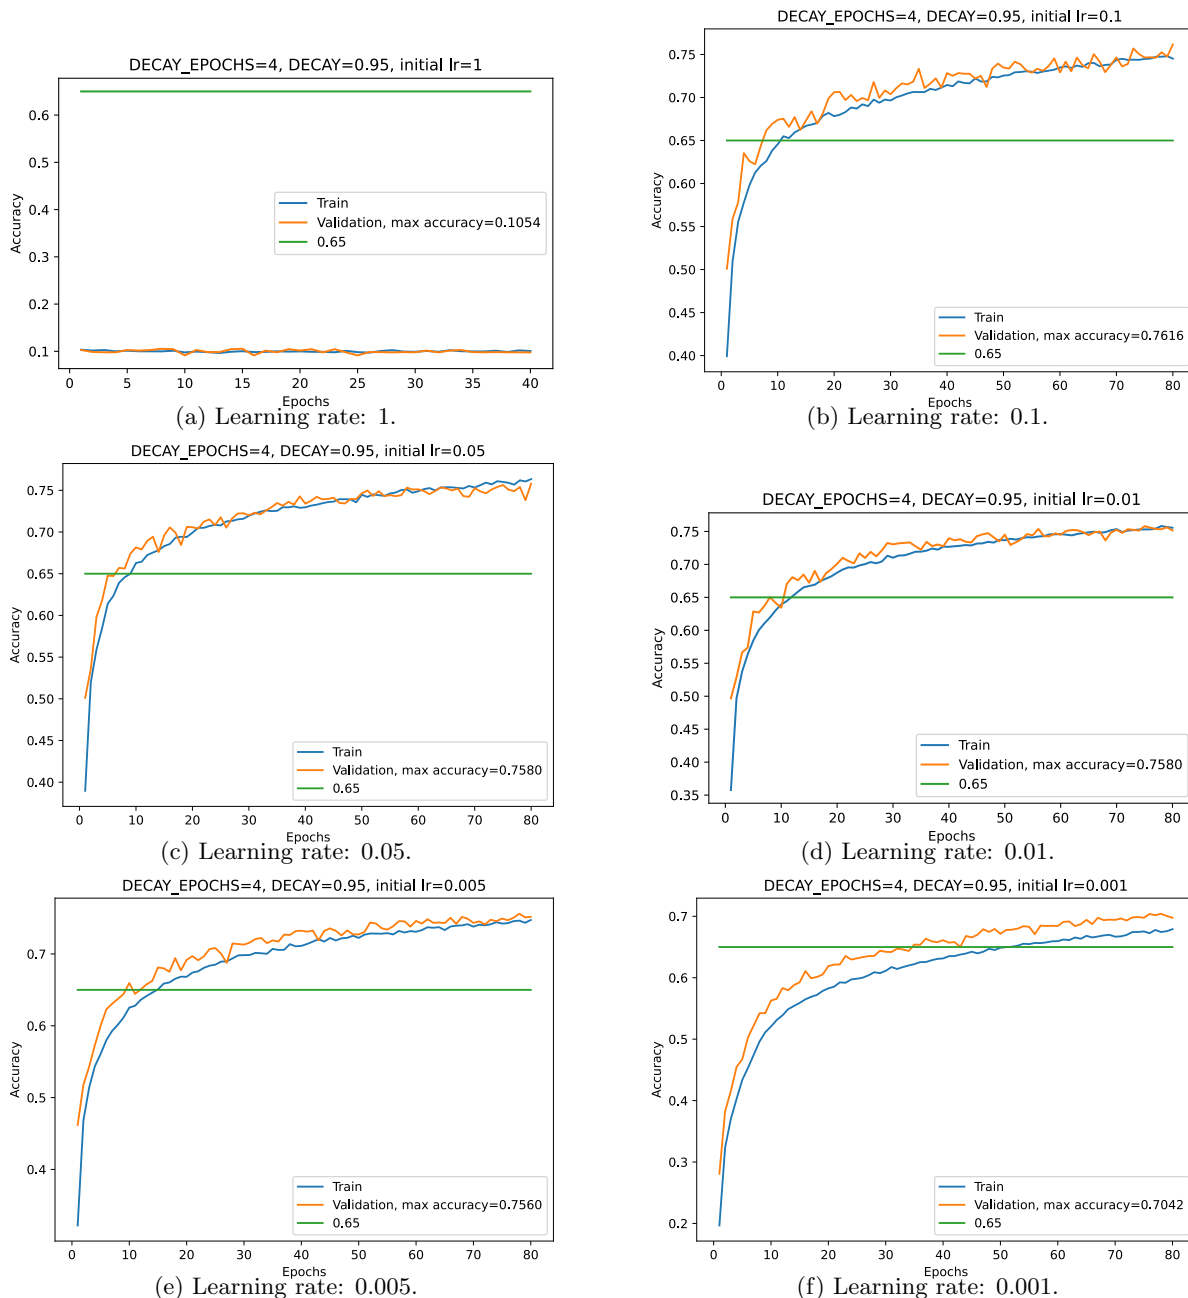 DECAY_EPOCHS=4, DECAY=0.95, initial lr=1
Accuracy
0.6
0.5
0.4
0.3
0.2
0.1
Train
Validation, max accuracy=0.1054
0.65
0 5 10 15 20 25 30 35 40
Epochs
(a) Learning rate: 1.
DECAY_EPOCHS=4, DECAY=0.95, initial lr=0.1
Accuracy
0.75
0.70
0.65
0.60
0.55
0.50
0.45
0.40
Train
Validation, max accuracy=0.7616
0.65
0 10 20 30 40 50 60 70 80
Epochs
(b) Learning rate: 0.1.
DECAY_EPOCHS=4, DECAY=0.95, initial lr=0.05
Accuracy
0.75
0.70
0.65
0.60
0.55
0.50
0.45
0.40
Train
Validation, max accuracy=0.7580
0.65
0 10 20 30 40 50 60 70 80
Epochs
(c) Learning rate: 0.05.
DECAY_EPOCHS=4, DECAY=0.95, initial lr=0.01
Accuracy
0.75
0.70
0.65
0.60
0.55
0.50
0.45
0.40
0.35
Train
Validation, max accuracy=0.7580
0.65
0 10 20 30 40 50 60 70 80
Epochs
(d) Learning rate: 0.01.
DECAY_EPOCHS=4, DECAY=0.95, initial lr=0.005
Accuracy
0.7
0.6
0.5
0.4
Train
Validation, max accuracy=0.7560
0.65
0 10 20 30 40 50 60 70 80
Epochs
(e) Learning rate: 0.005.
DECAY_EPOCHS=4, DECAY=0.95, initial lr=0.001
Accuracy
0.7
0.6
0.5
0.4
0.3
0.2
Train
Validation, max accuracy=0.7042
0.65
0 10 20 30 40 50 60 70 80
Epochs
(f) Learning rate: 0.001.